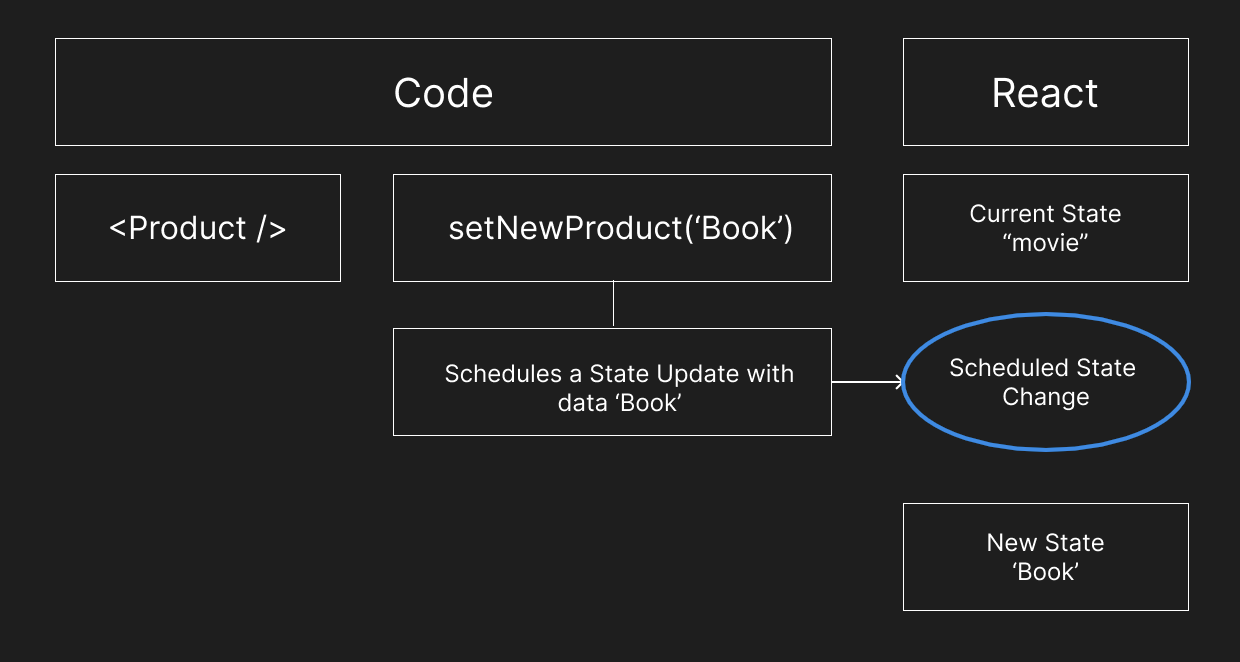 Code
React
<Product />
setNewProduct(‘Book’)
Current State
“movie”
Schedules a State Update with
data ‘Book’
Scheduled State
Change
New State
‘Book’